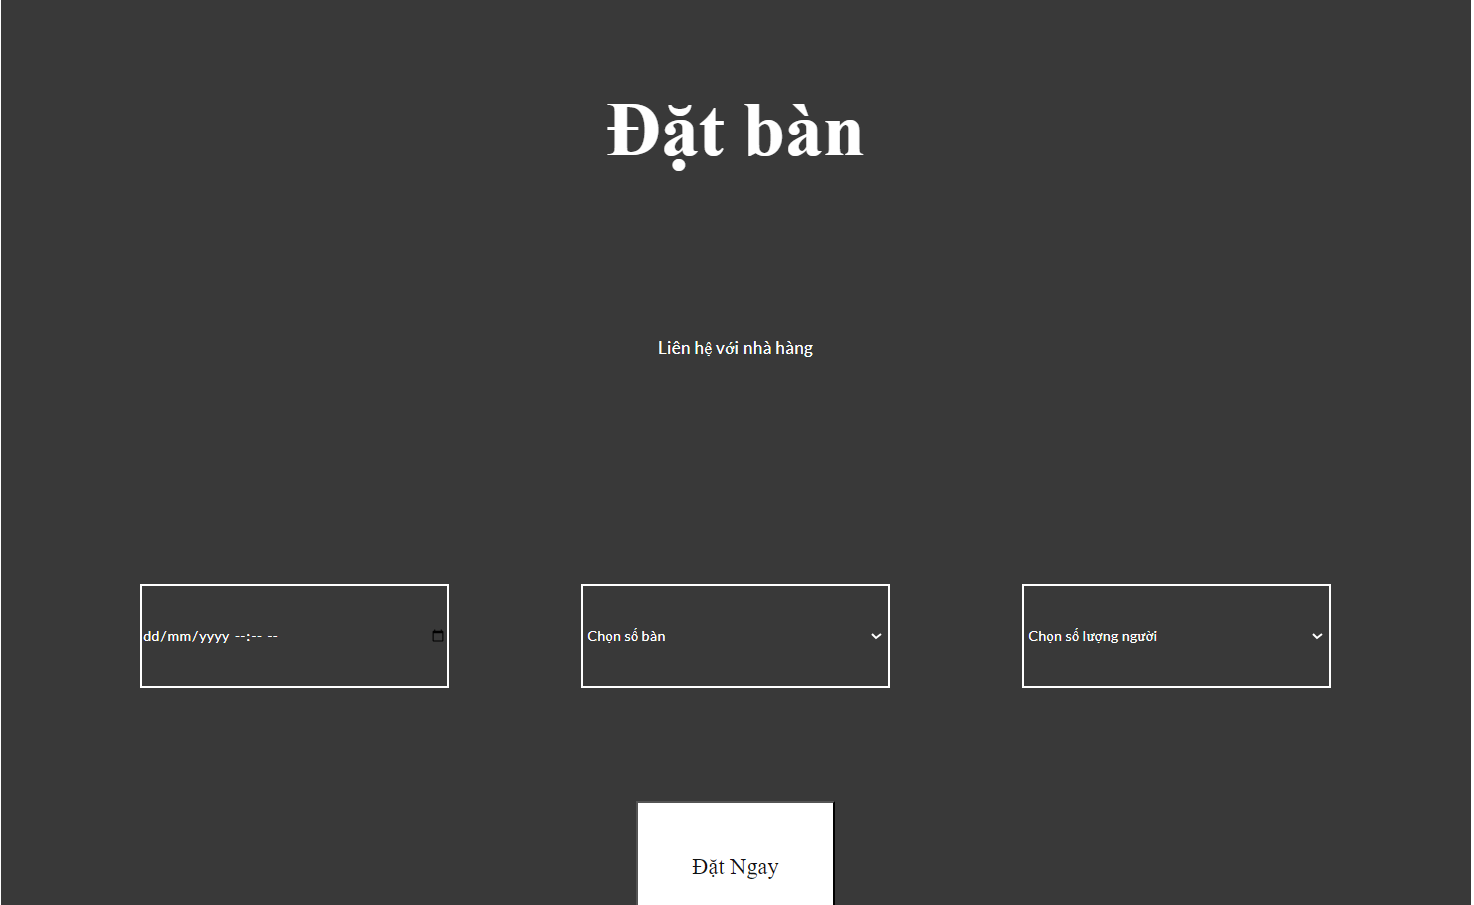 Đặt bàn
Liên hệ với nhà hàng
dd/mm/yyyy --:-- --
Chọn số bàn
Chọn số lượng người
Đặt Ngay